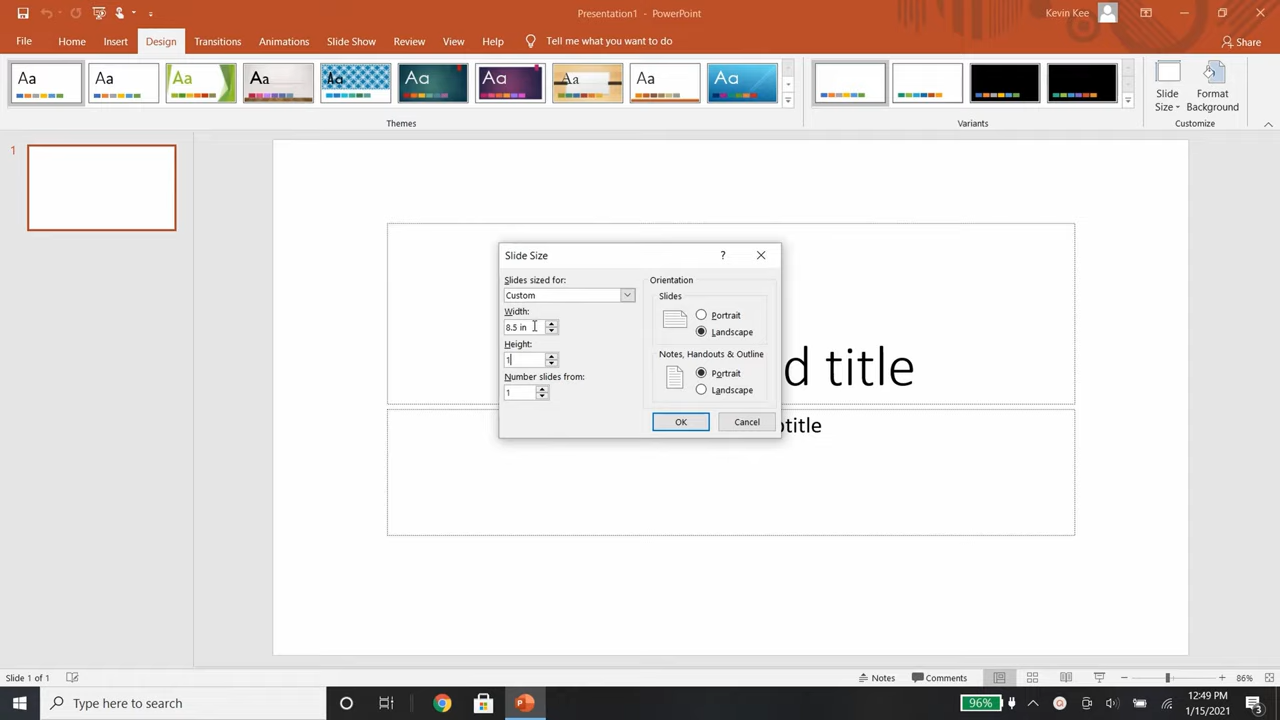 Presentation1 - PowerPoint
Kevin Kee
File
Home
Insert
Design
Transitions
Animations
Slide Show
Review
View
Help
Tell me what you want to do
Share
Aa
Aa
Aa
Aa
Aa
Aa
Aa
Aa
Aa
Aa
Slide
Size
Format
Background
Themes
Variants
Customize
1
Slide Size
?
Slides sized for:
Custom
Width:
8.5 in
Height:
1
Number slides from:
1
Orientation
Slides
Portrait
Landscape
Notes, Handouts & Outline
Portrait
Landscape
OK
Cancel
d title
title
Slide 1 of 1
Notes
Comments
86%
Type here to search
96%
12:49 PM
1/15/2021
3